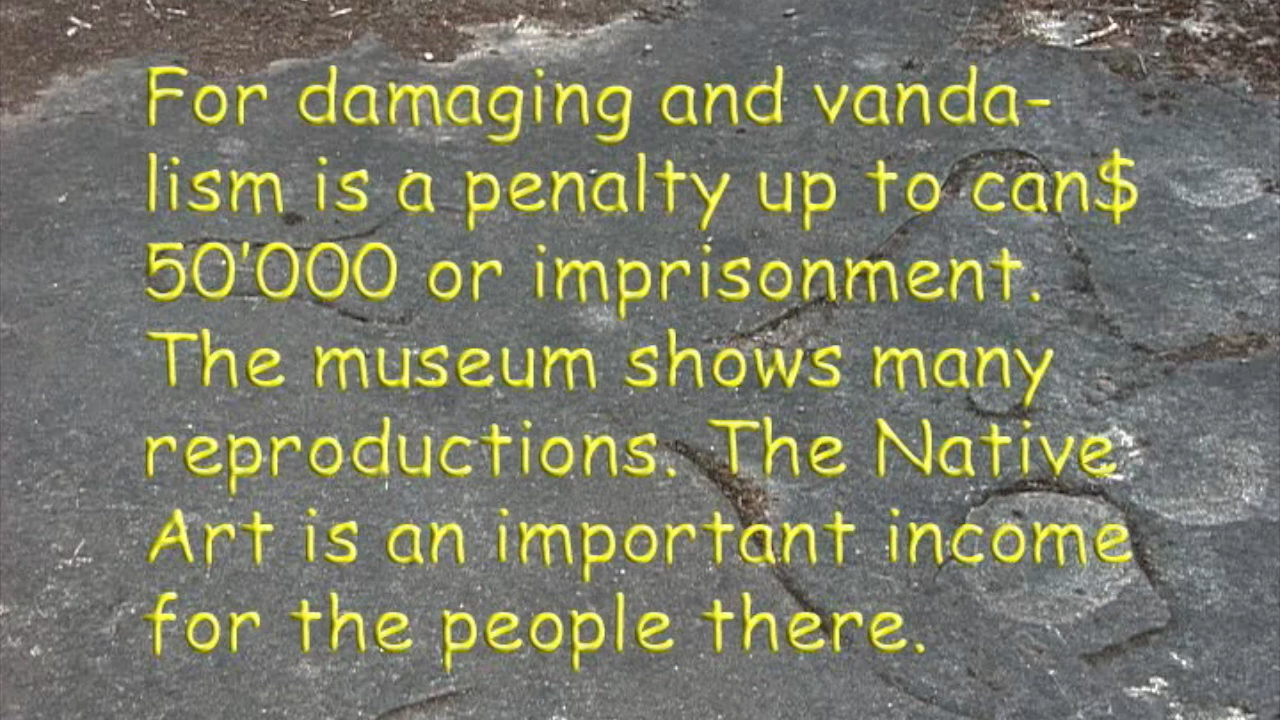 For damaging and vanda-
lism is a penalty up to can$
50'000 or imprisonment.
The museum shows many
reproductions. The Native
Art is an important income
for the people there.